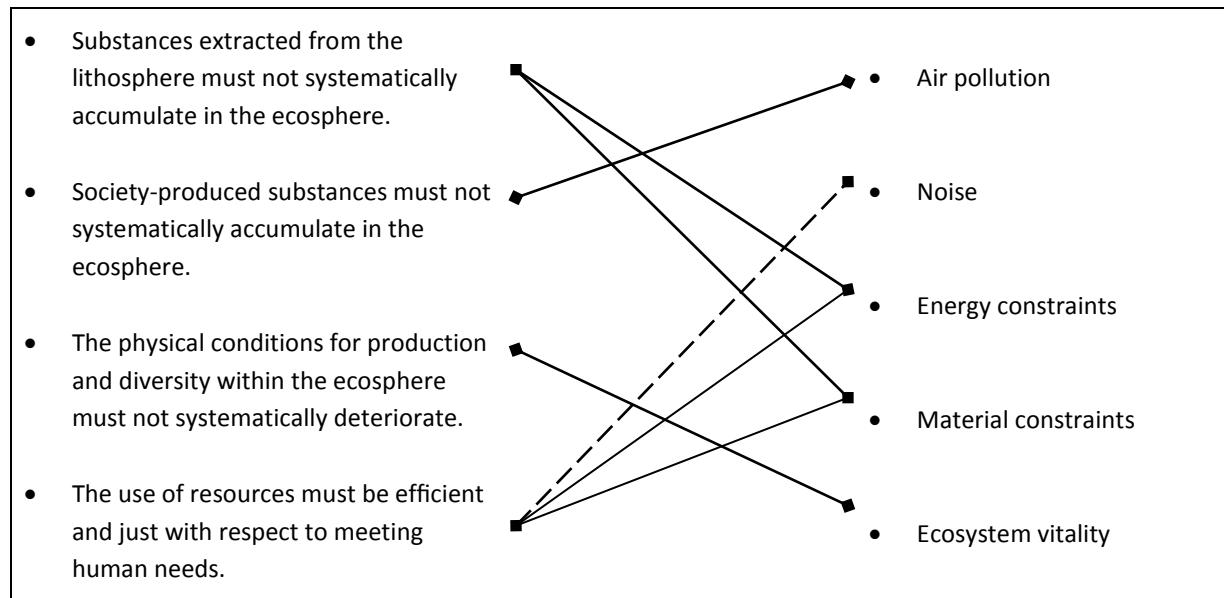 • Substances extracted from the
lithosphere must not systematically
accumulate in the ecosphere.
• Society-produced substances must not
systematically accumulate in the
ecosphere.
• The physical conditions for production
and diversity within the ecosphere
must not systematically deteriorate.
• The use of resources must be efficient
and just with respect to meeting
human needs.
• Air pollution
• Noise
• Energy constraints
• Material constraints
• Ecosystem vitality